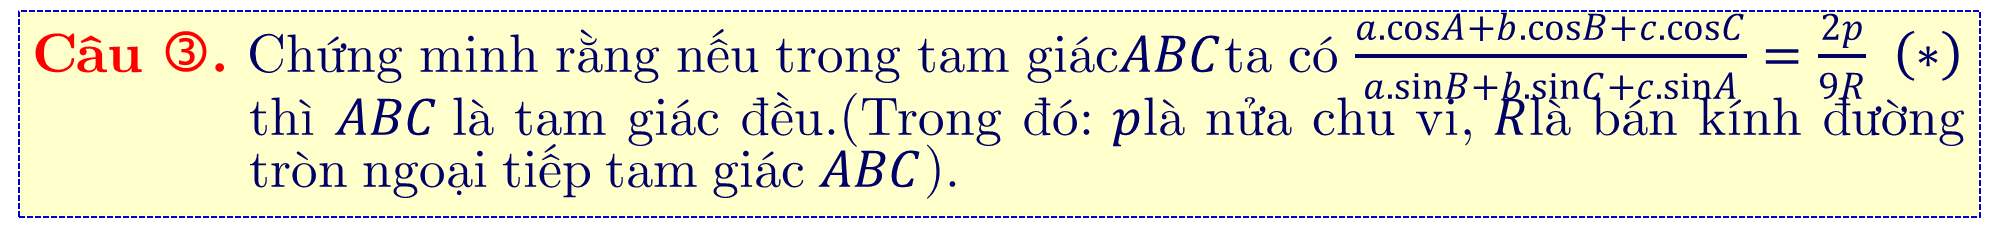 Câu ③. Chứng minh rằng nếu trong tam giácABCta có \frac{a.cosA+b.cosB+c.cosC}{a.sinB+b.sinC+c.sinA} = \frac{2p}{9R} (*)
thì ABC là tam giác đều.(Trong đó: plà nửa chu vi, Rlà bán kính đường
tròn ngoại tiếp tam giác ABC).